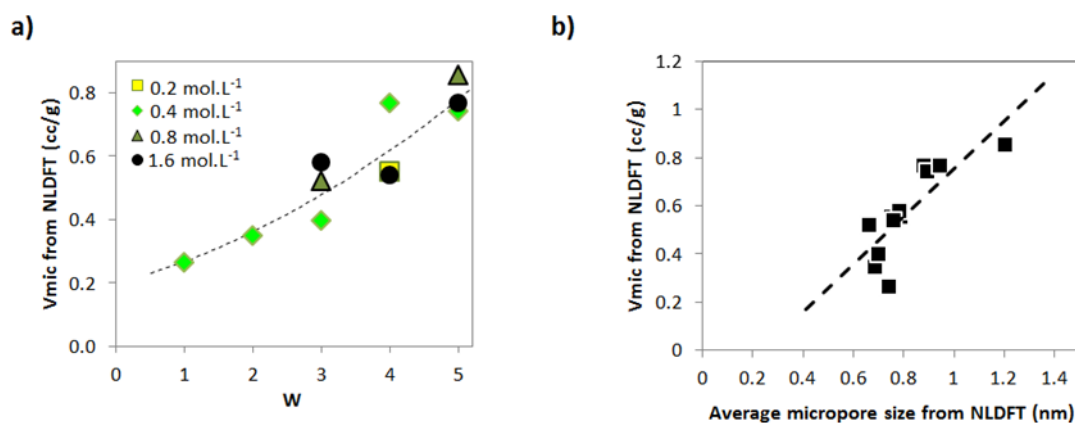 a)
Vmic from NLDFT (cc/g)
0.8
0.6
0.4
0.2
0.0
0.2 mol.L⁻¹
0.4 mol.L⁻¹
0.8 mol.L⁻¹
1.6 mol.L⁻¹
0 1 2 3 4 5
W
b)
Vmic from NLDFT (cc/g)
1.2
1
0.8
0.6
0.4
0.2
0
0 0.2 0.4 0.6 0.8 1 1.2 1.4
Average micropore size from NLDFT (nm)